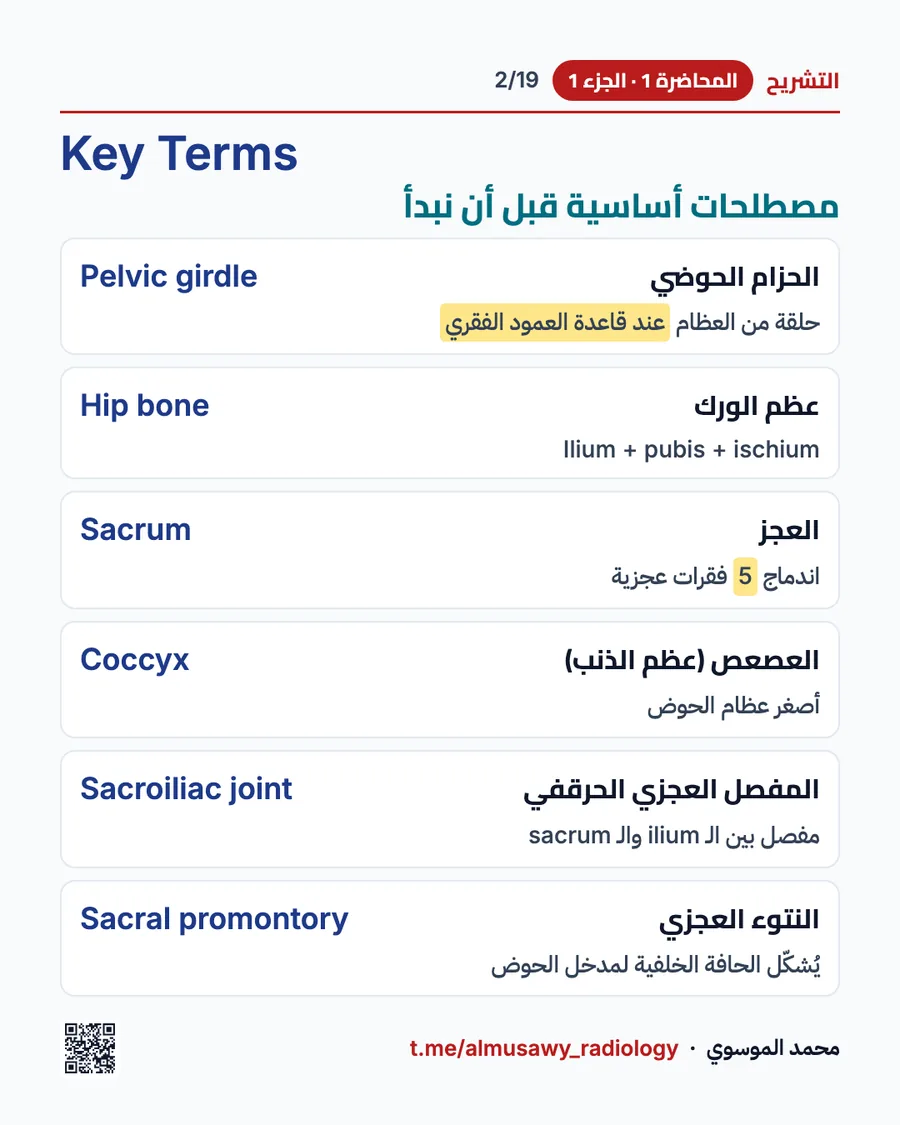 التشريح المحاضرة 1 · الجزء 1 2/19
Key Terms
مصطلحات أساسية قبل أن نبدأ
Pelvic girdle الحزام الحوضي
حلقة من العظام عند قاعدة العمود الفقري
Hip bone عظم الورك
Ilium + pubis + ischium
Sacrum العجز
اندماج 5 فقرات عجزية
Coccyx العصعص (عظم الذنب)
أصغر عظام الحوض
Sacroiliac joint المفصل العجزي الحرقفي
مفصل بين الـ ilium والـ sacrum
Sacral promontory النتوء العجزي
يُشكّل الحافة الخلفية لمدخل الحوض
محمد الموسوي · t.me/almusawy_radiology